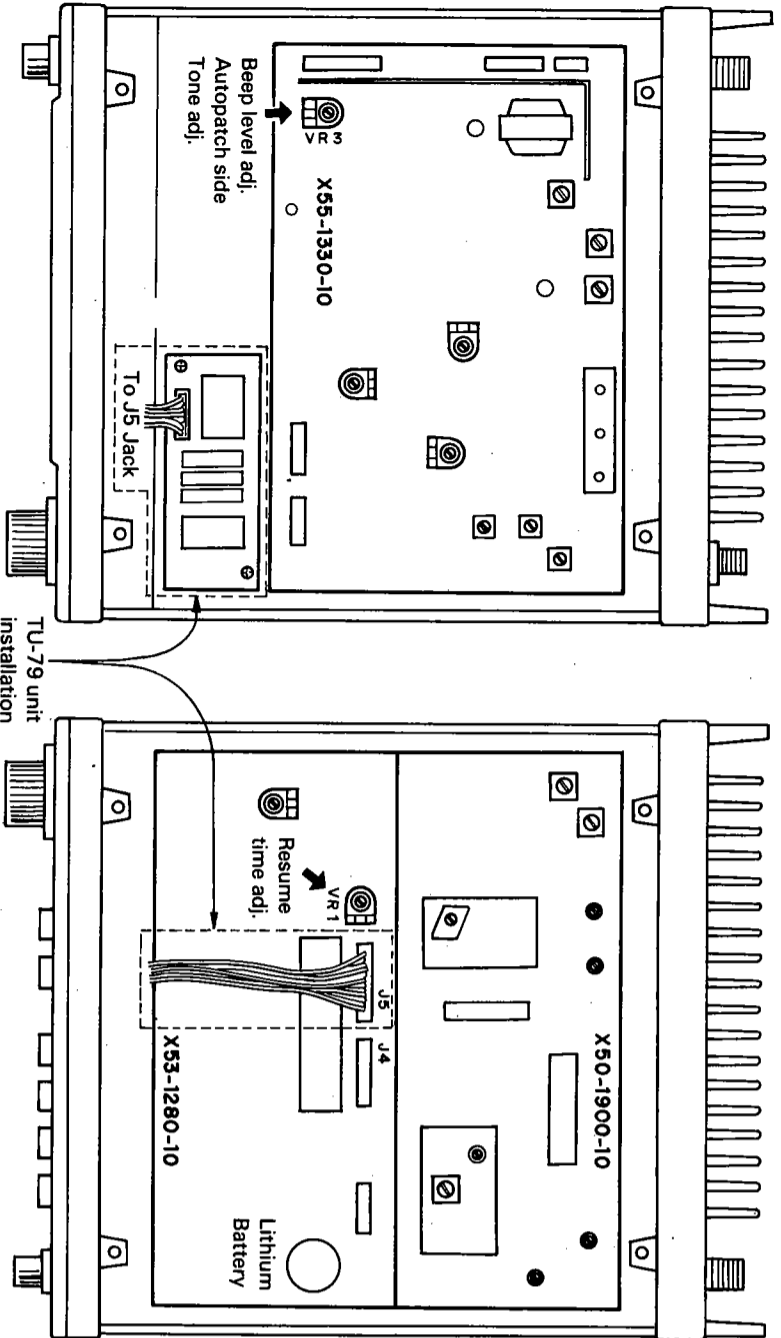 Beep level adj.
Autopatch side
Tone adj.
VR3
X55-1330-10
To J5 Jack
TU-79 unit
installation
Resume
time adj.
VR1
J5
J4
X53-1280-10
X50-1900-10
Lithium
Battery